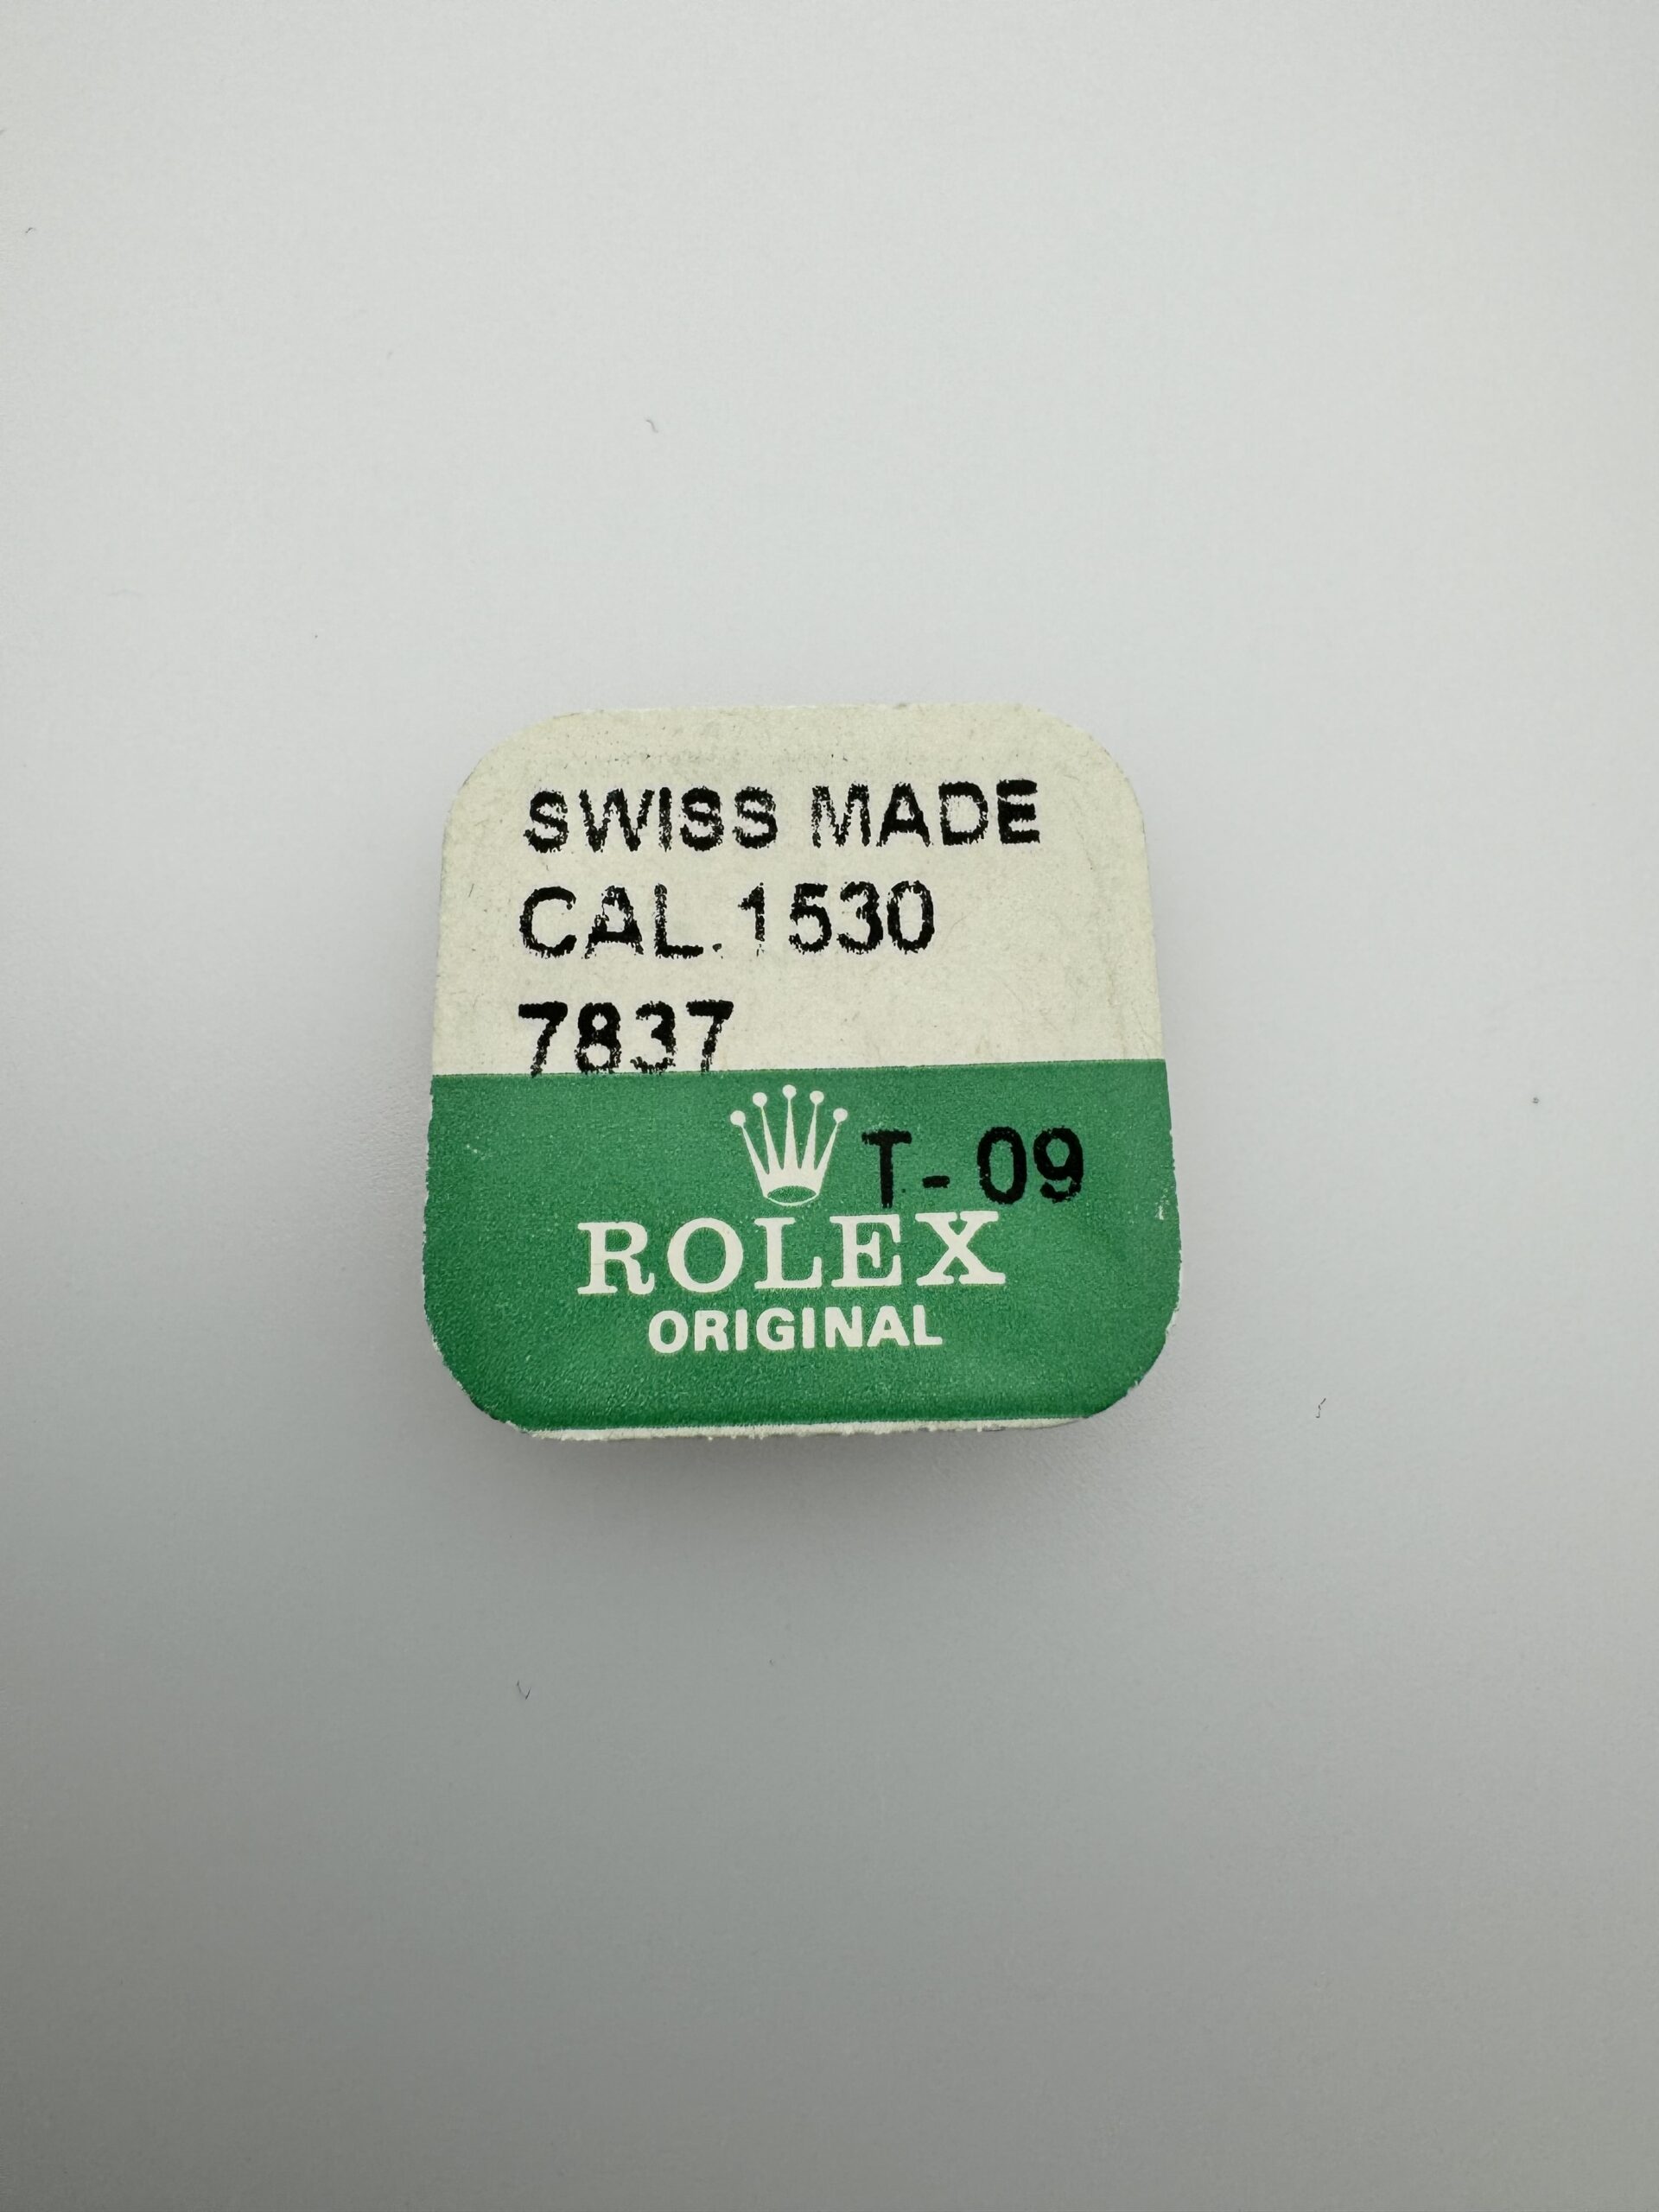 SWISS MADE
CAL. 1530
7837
T-09
ROLEX
ORIGINAL